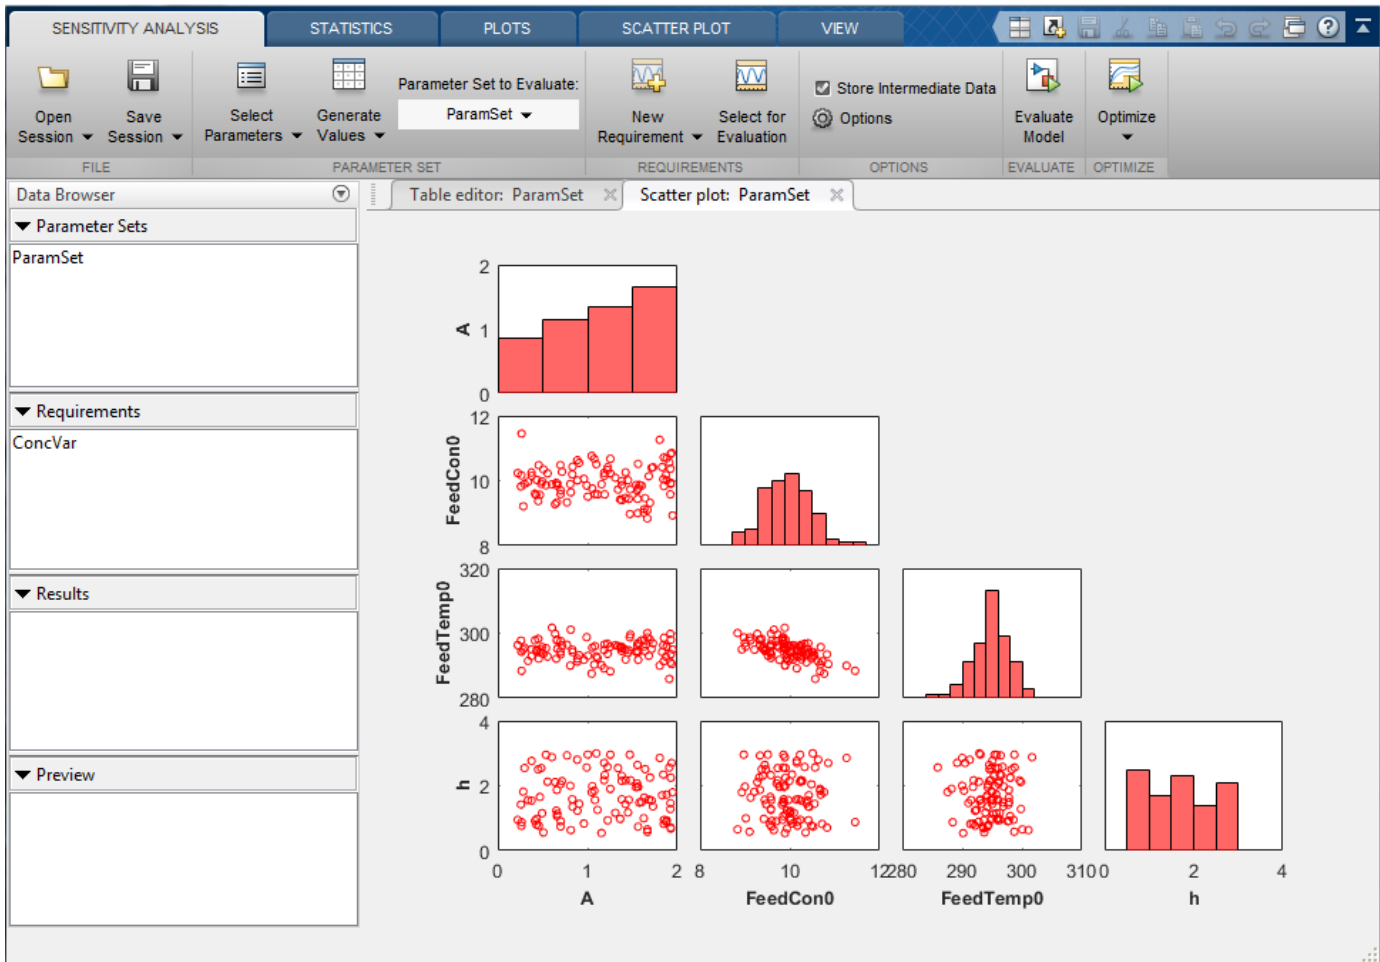 SENSITIVITY ANALYSIS STATISTICS PLOTS SCATTER PLOT VIEW
Open Session
Save Session
Select Parameters
Generate Values
Parameter Set to Evaluate:
ParamSet
New Requirement
Select for Evaluation
Store Intermediate Data
Options
Evaluate Model
Optimize
FILE PARAMETER SET REQUIREMENTS OPTIONS EVALUATE OPTIMIZE
Data Browser
Table editor: ParamSet
Scatter plot: ParamSet
Parameter Sets
ParamSet
Requirements
ConcVar
Results
Preview
2
A 1
0
12
FeedCon0 10
8
320
FeedTemp0 300
280
4
h 2
0
0 1 2 8 10 12 280 290 300 310 0 2 4
A FeedCon0 FeedTemp0 h